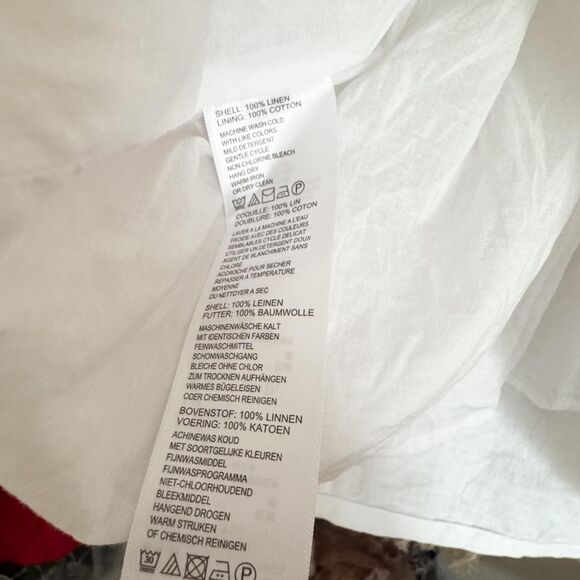 SHELL: 100% LINEN
LINING: 100% COTTON
MACHINE WASH COLD
WITH LIKE COLORS
MILD DETERGENT
GENTLE CYCLE
NON-CHLORINE BLEACH
HANG DRY
WARM IRON
OR DRY CLEAN
P
COQUILLE: 100% LIN
DOUBLURE: 100% COTON
LAVER A LA MACHINE A L'EAU
FROIDE AVEC DES COULEURS
SEMBLABLES CYCLE DELICAT
UTILISER UN DETERGENT DOUX
AGENT DE BLANCHIMENT SANS
CHLORE
ACCROCHE POUR SECHER
REPASSER A TEMPERATURE
MOYENNE
OU NETTOYER A SEC
SHELL: 100% LEINEN
FUTTER: 100% BAUMWOLLE
MASCHINENWÄSCHE KALT
MIT IDENTISCHEN FARBEN
FEINWASCHMITTEL
SCHONWASCHGANG
BLEICHE OHNE CHLOR
ZUM TROCKNEN AUFHÄNGEN
WARMES BÜGELEISEN
ODER CHEMISCH REINIGEN
BOVENSTOF: 100% LINNEN
VOERING: 100% KATOEN
ACHINEWAS KOUD
MET SOORTGELIJKE KLEUREN
FIJNWASMIDDEL
FIJNWASPROGRAMMA
NIET-CHLOORHOUDEND
BLEEKMIDDEL
HANGEND DROGEN
WARM STRIJKEN
OF CHEMISCH REINIGEN
30 P